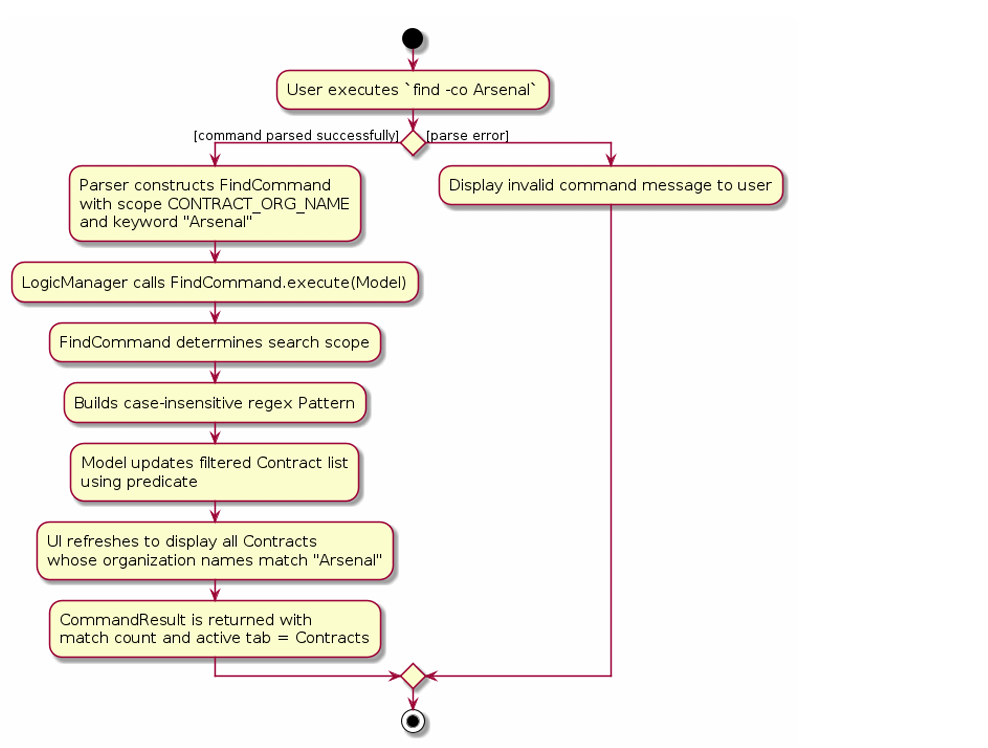 User executes `find -co Arsenal`
[command parsed successfully]
[parse error]
Parser constructs FindCommand
with scope CONTRACT_ORG_NAME
and keyword "Arsenal"
Display invalid command message to user
LogicManager calls FindCommand.execute(Model)
FindCommand determines search scope
Builds case-insensitive regex Pattern
Model updates filtered Contract list
using predicate
UI refreshes to display all Contracts
whose organization names match "Arsenal"
CommandResult is returned with
match count and active tab = Contracts